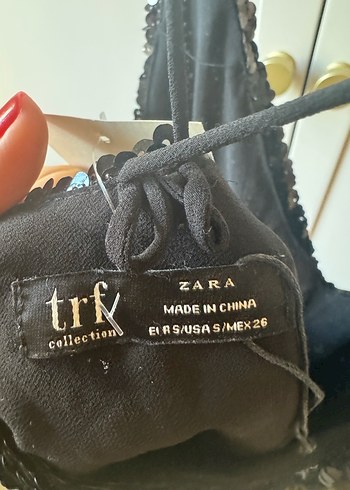 trf
collection
ZARA
MADE IN CHINA
EUR S/USA S/MEX 26